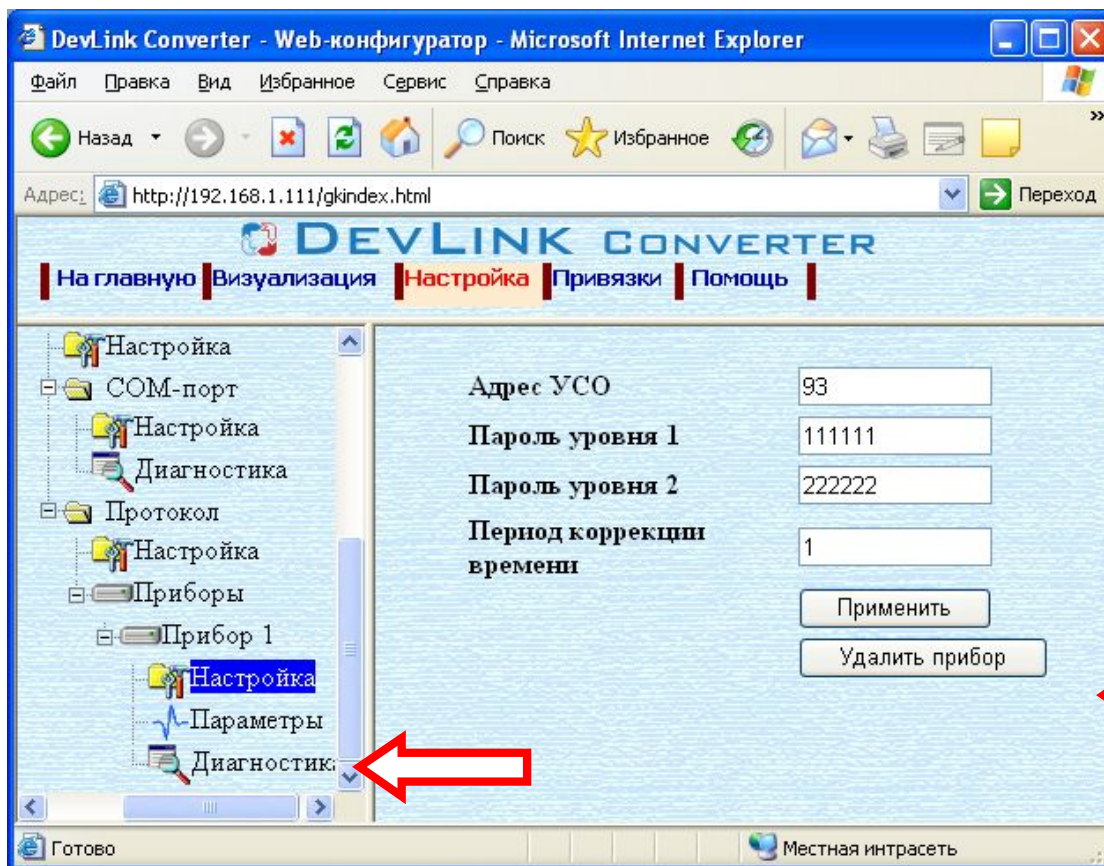 DevLink Converter - Web-конфигуратор - Microsoft Internet Explorer
Файл Правка Вид Избранное Сервис Справка
Назад Поиск Избранное »
Адрес: http://192.168.1.111/gkindex.html Переход
DEVLINK CONVERTER
На главную Визуализация Настройка Привязки Помощь
Настройка
COM-порт
Настройка
Диагностика
Протокол
Настройка
Приборы
Прибор 1
Настройка
Параметры
Диагностик
Адрес УСО 93
Пароль уровня 1 111111
Пароль уровня 2 222222
Период коррекции
времени 1
Применить
Удалить прибор
Готово Местная интрасеть